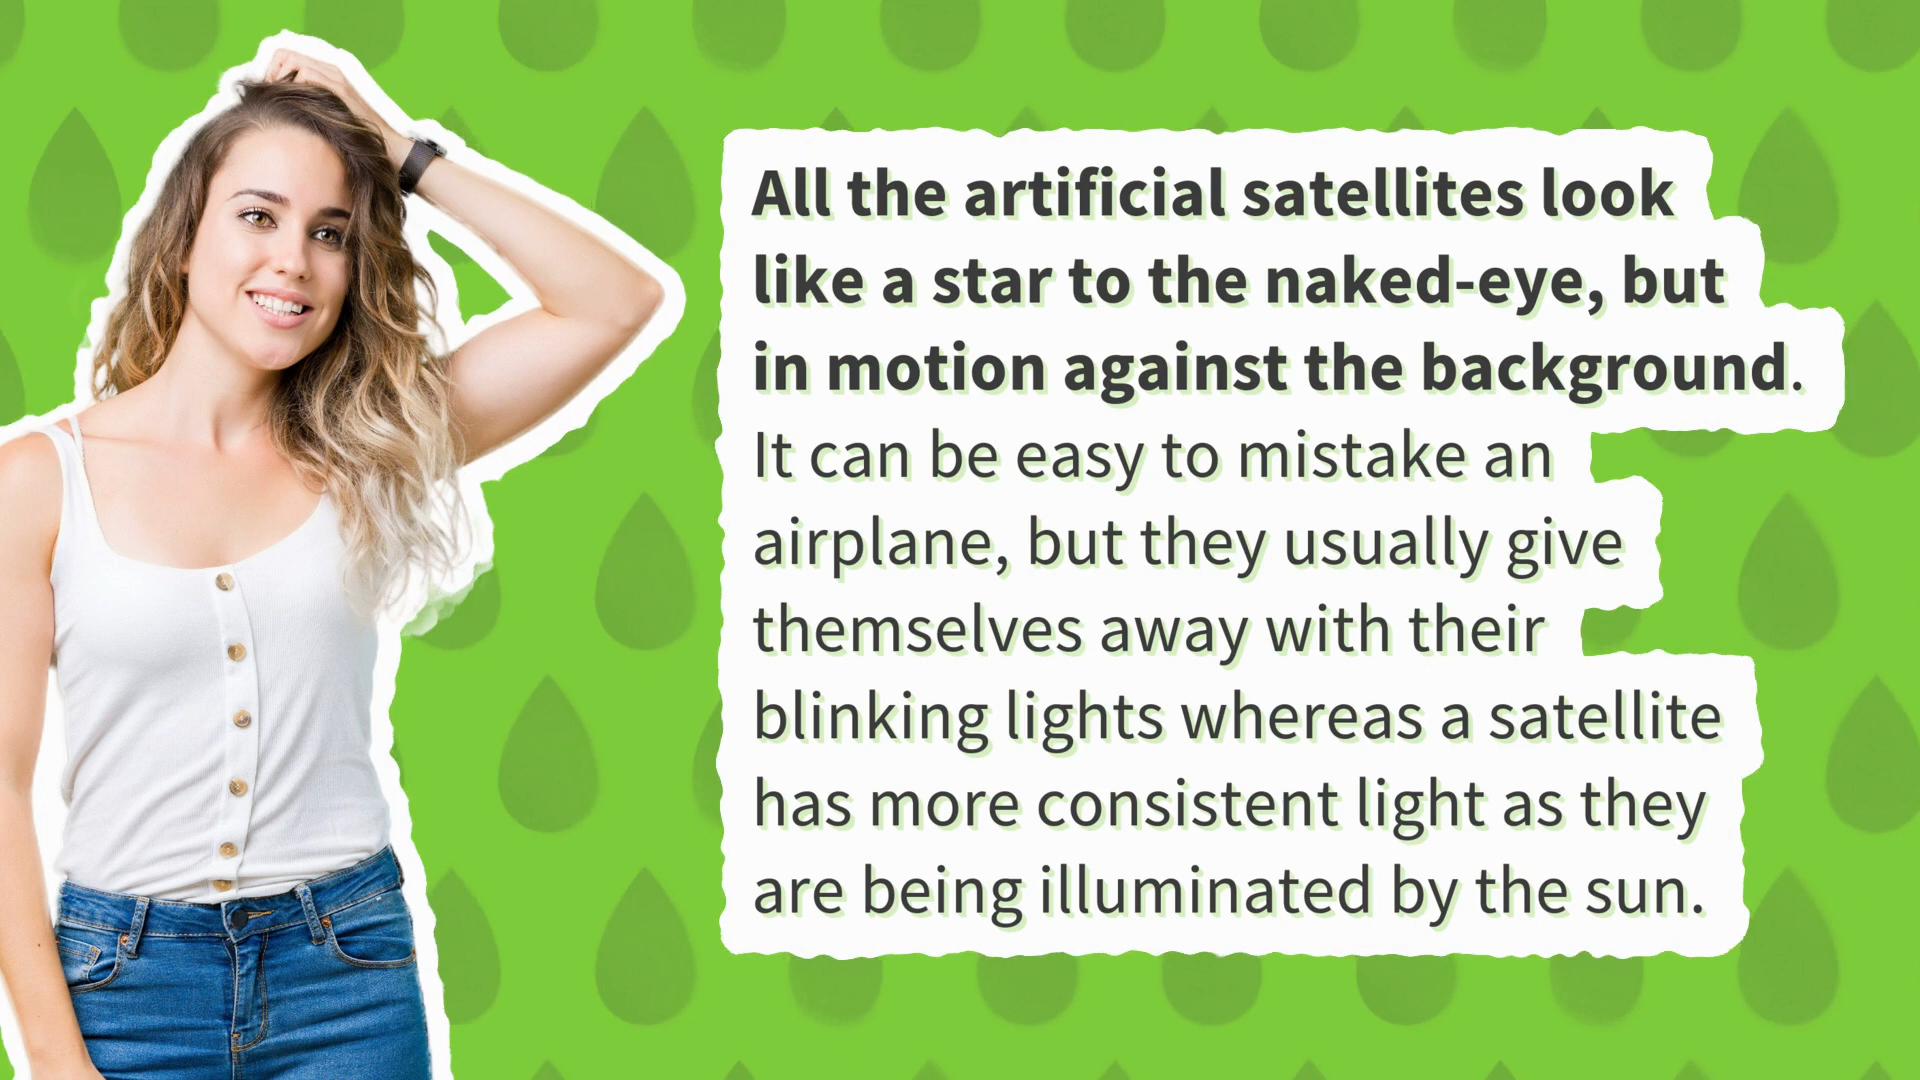 All the artificial satellites look
like a star to the naked-eye, but
in motion against the background.
It can be easy to mistake an
airplane, but they usually give
themselves away with their
blinking lights whereas a satellite
has more consistent light as they
are being illuminated by the sun.